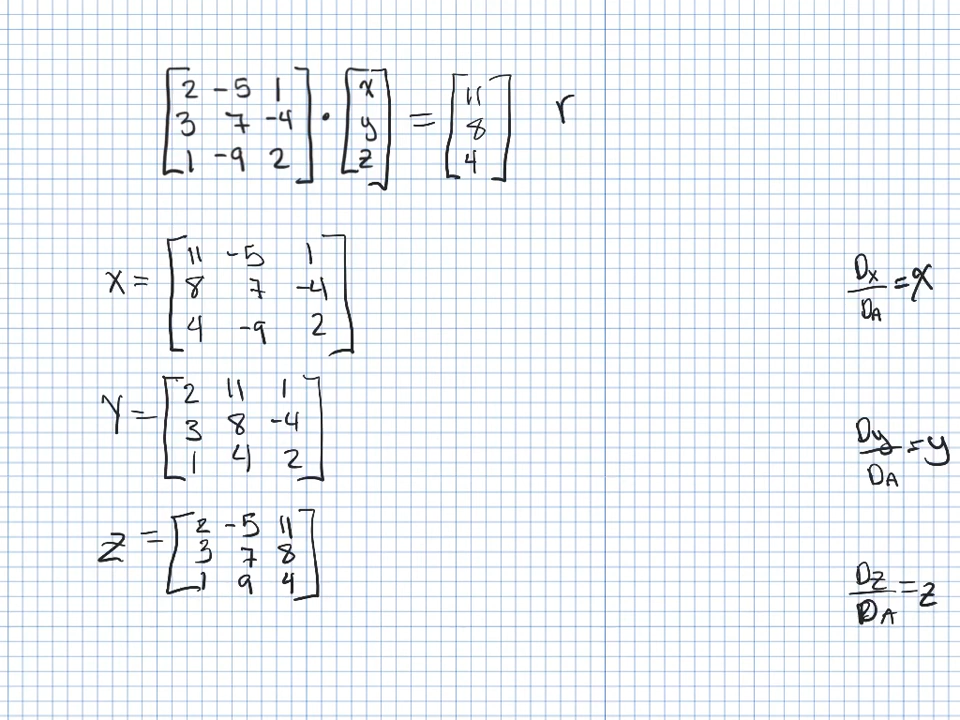 [2 -5 1] [x] [11] r
[3 7 -4] · [y] = [8]
[1 -9 2] [z] [4]
[11 -5 1]
x = [8 7 -4] Dx/DA = x
[4 -9 2]
[2 11 1]
Y = [3 8 -4] Dy/DA = y
[1 4 2]
[2 -5 11]
Z = [3 7 8] Dz/DA = z
[1 9 4]